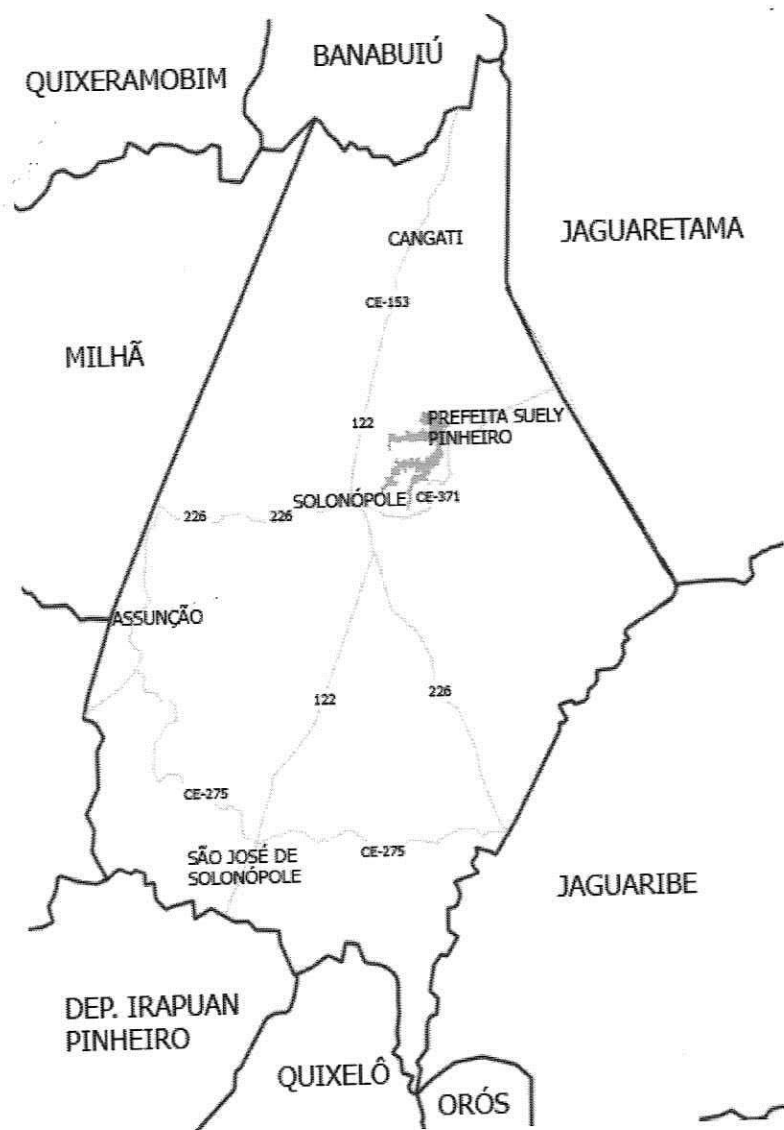 BANABUIÚ
QUIXERAMOBIM
JAGUARETAMA
CANGATI
CE-153
MILHÃ
122
PREFEITA SUELY
PINHEIRO
SOLONÓPOLE
CE-371
226
226
ASSUNÇÃO
122
226
CE-275
CE-275
SÃO JOSÉ DE
SOLONÓPOLE
JAGUARIBE
DEP. IRAPUAN
PINHEIRO
QUIXELÔ
ORÓS